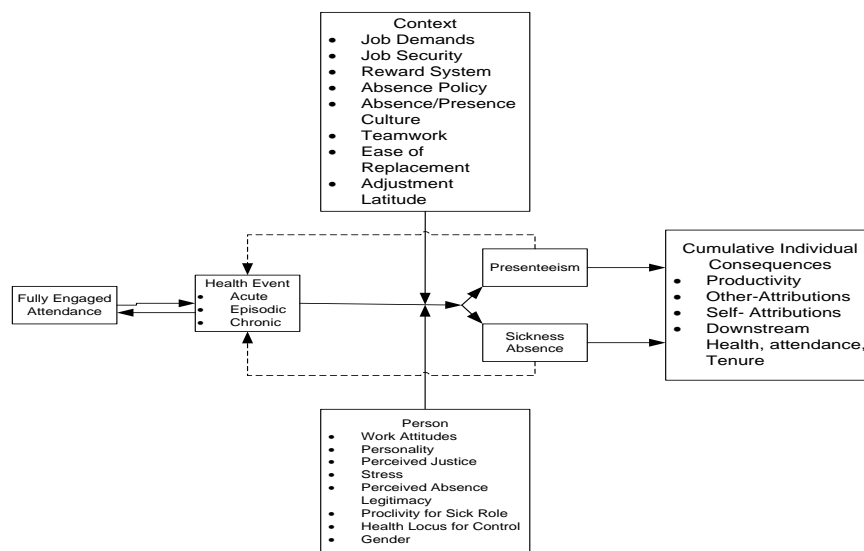 Context
• Job Demands
• Job Security
• Reward System
• Absence Policy
• Absence/Presence
Culture
• Teamwork
• Ease of
Replacement
• Adjustment
Latitude
Fully Engaged
Attendance
Health Event
• Acute
• Episodic
• Chronic
Presenteeism
Sickness
Absence
Cumulative Individual
Consequences
• Productivity
• Other-Attributions
• Self- Attributions
• Downstream
Health, attendance,
Tenure
Person
• Work Attitudes
• Personality
• Perceived Justice
• Stress
• Perceived Absence
Legitimacy
• Proclivity for Sick Role
• Health Locus for Control
• Gender